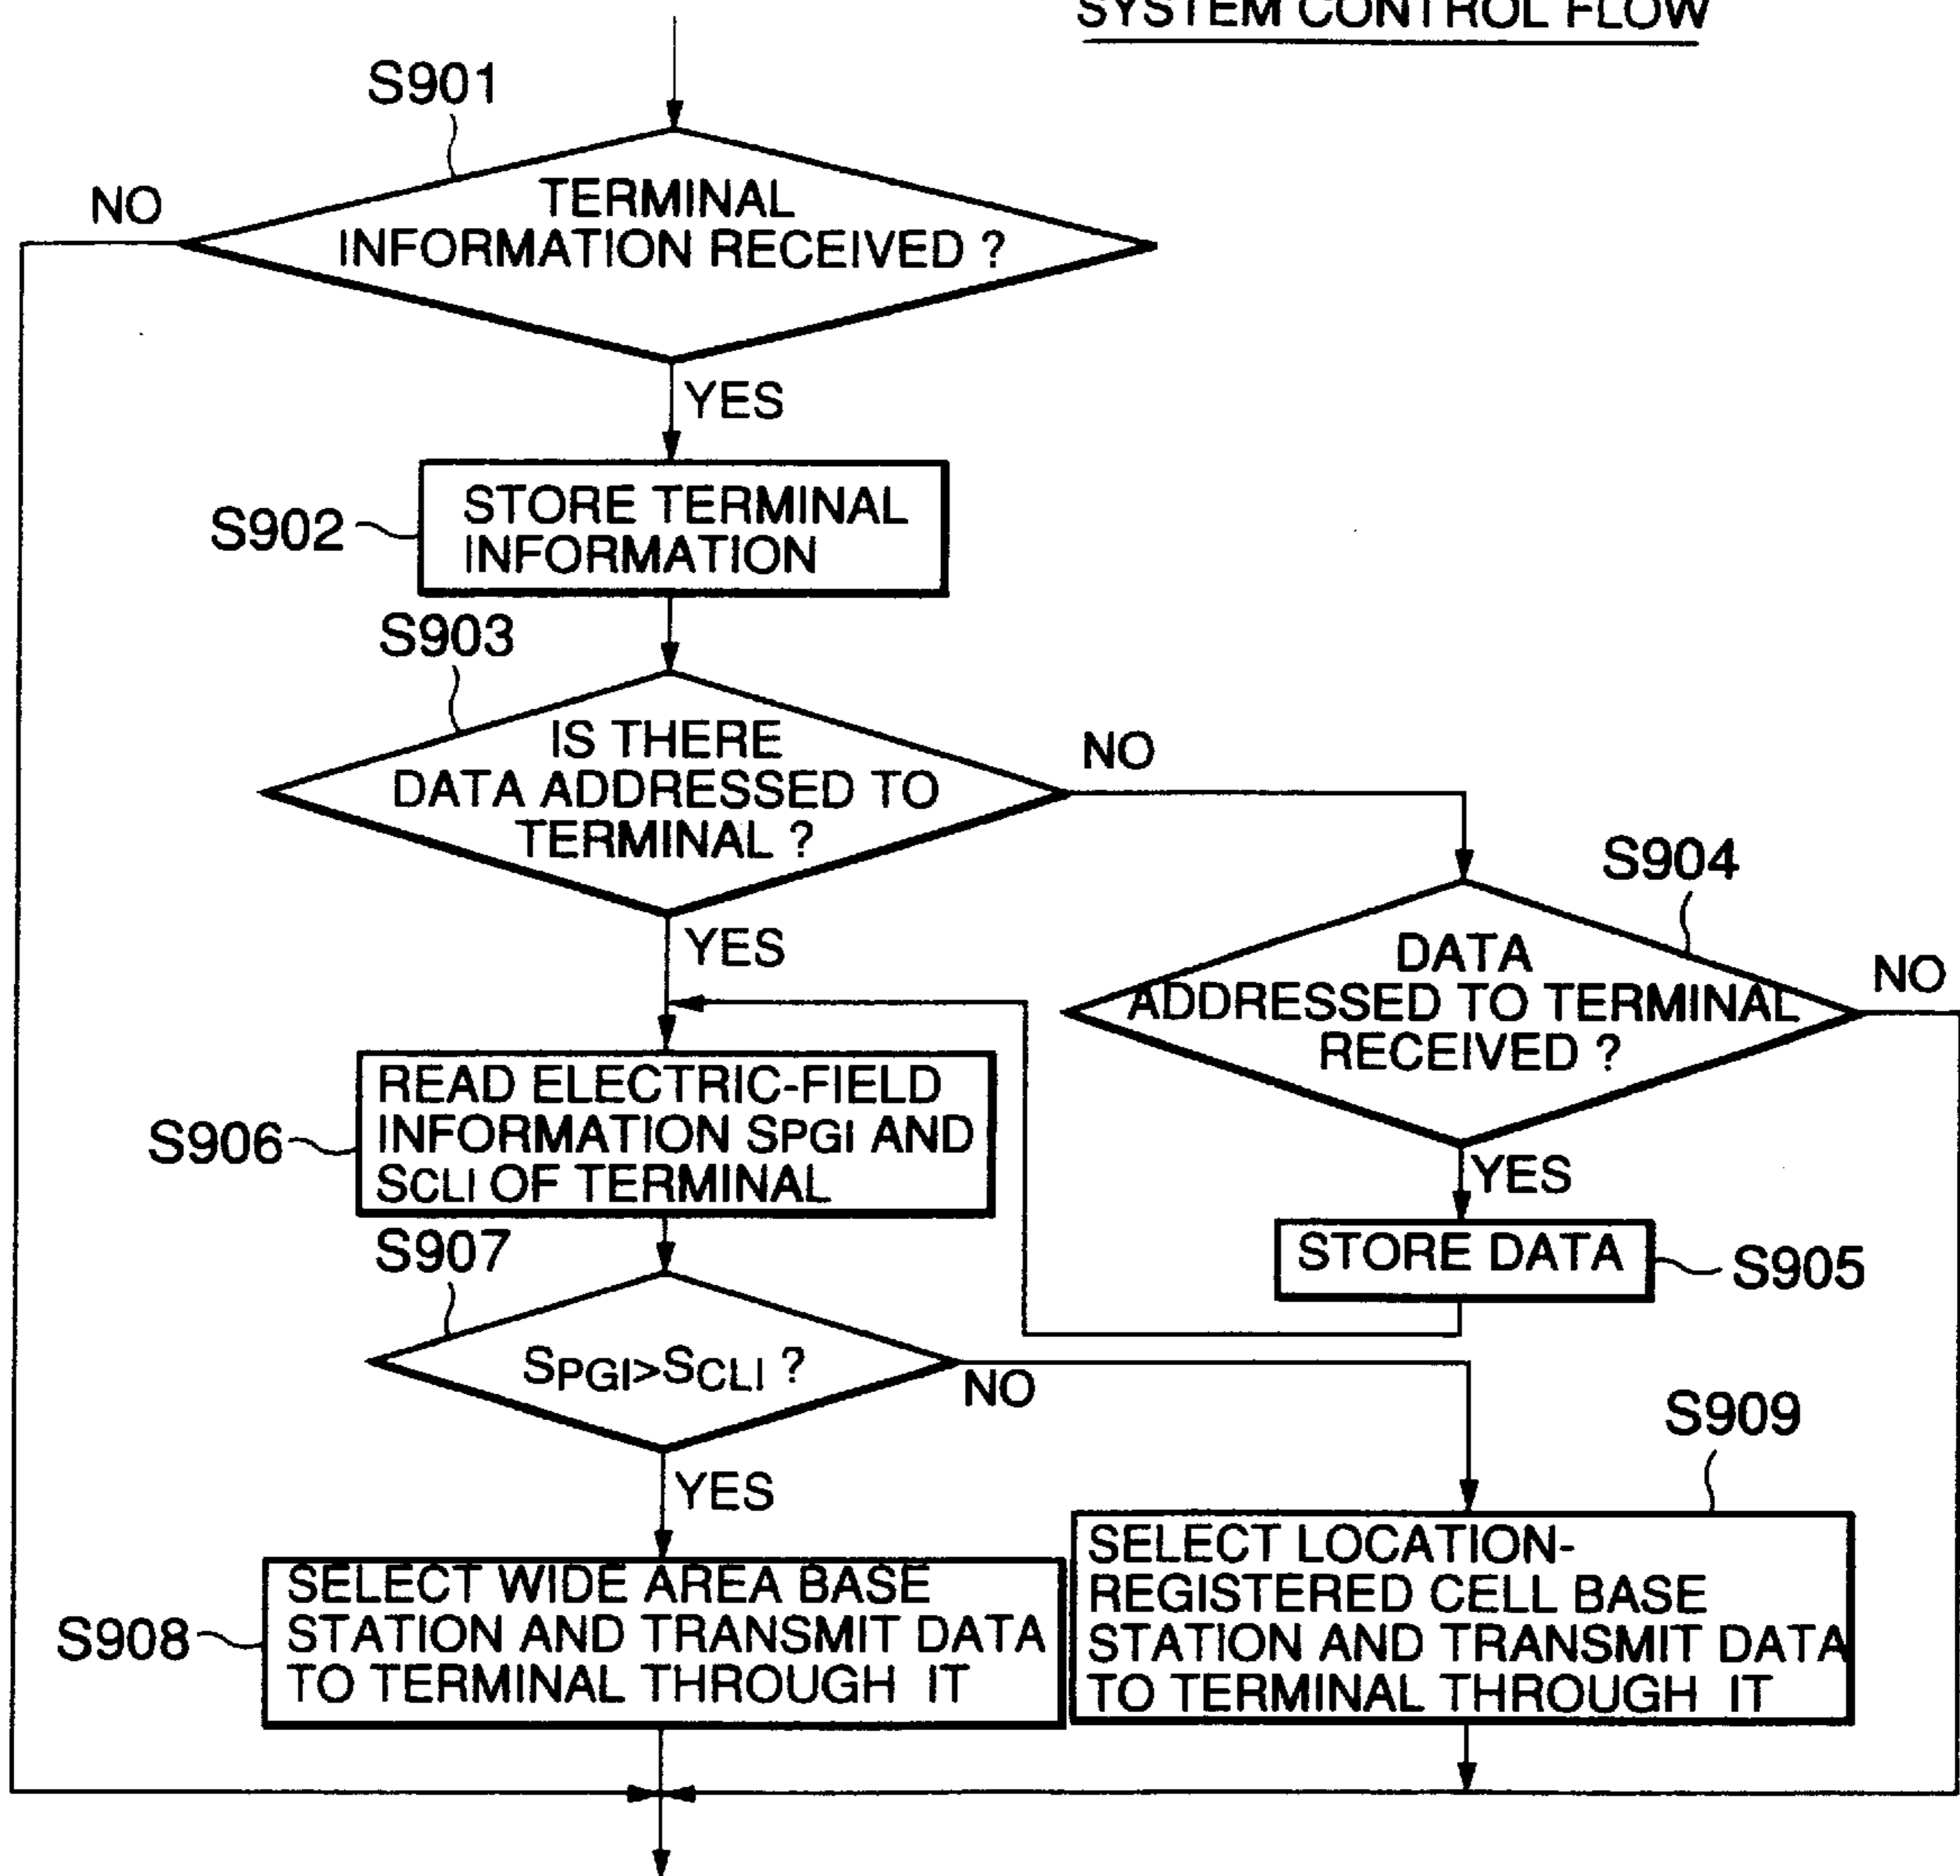 SYSTEM CONTROL FLOW
S901
NO
TERMINAL
INFORMATION RECEIVED ?
YES
S902
STORE TERMINAL
INFORMATION
S903
IS THERE
DATA ADDRESSED TO
TERMINAL ?
NO
YES
S904
DATA
ADDRESSED TO TERMINAL
RECEIVED ?
NO
YES
S905
STORE DATA
S906
READ ELECTRIC-FIELD
INFORMATION SPGI AND
SCLI OF TERMINAL
S907
SPGI>SCLI ?
NO
YES
S908
SELECT WIDE AREA BASE
STATION AND TRANSMIT DATA
TO TERMINAL THROUGH IT
S909
SELECT LOCATION-
REGISTERED CELL BASE
STATION AND TRANSMIT DATA
TO TERMINAL THROUGH IT